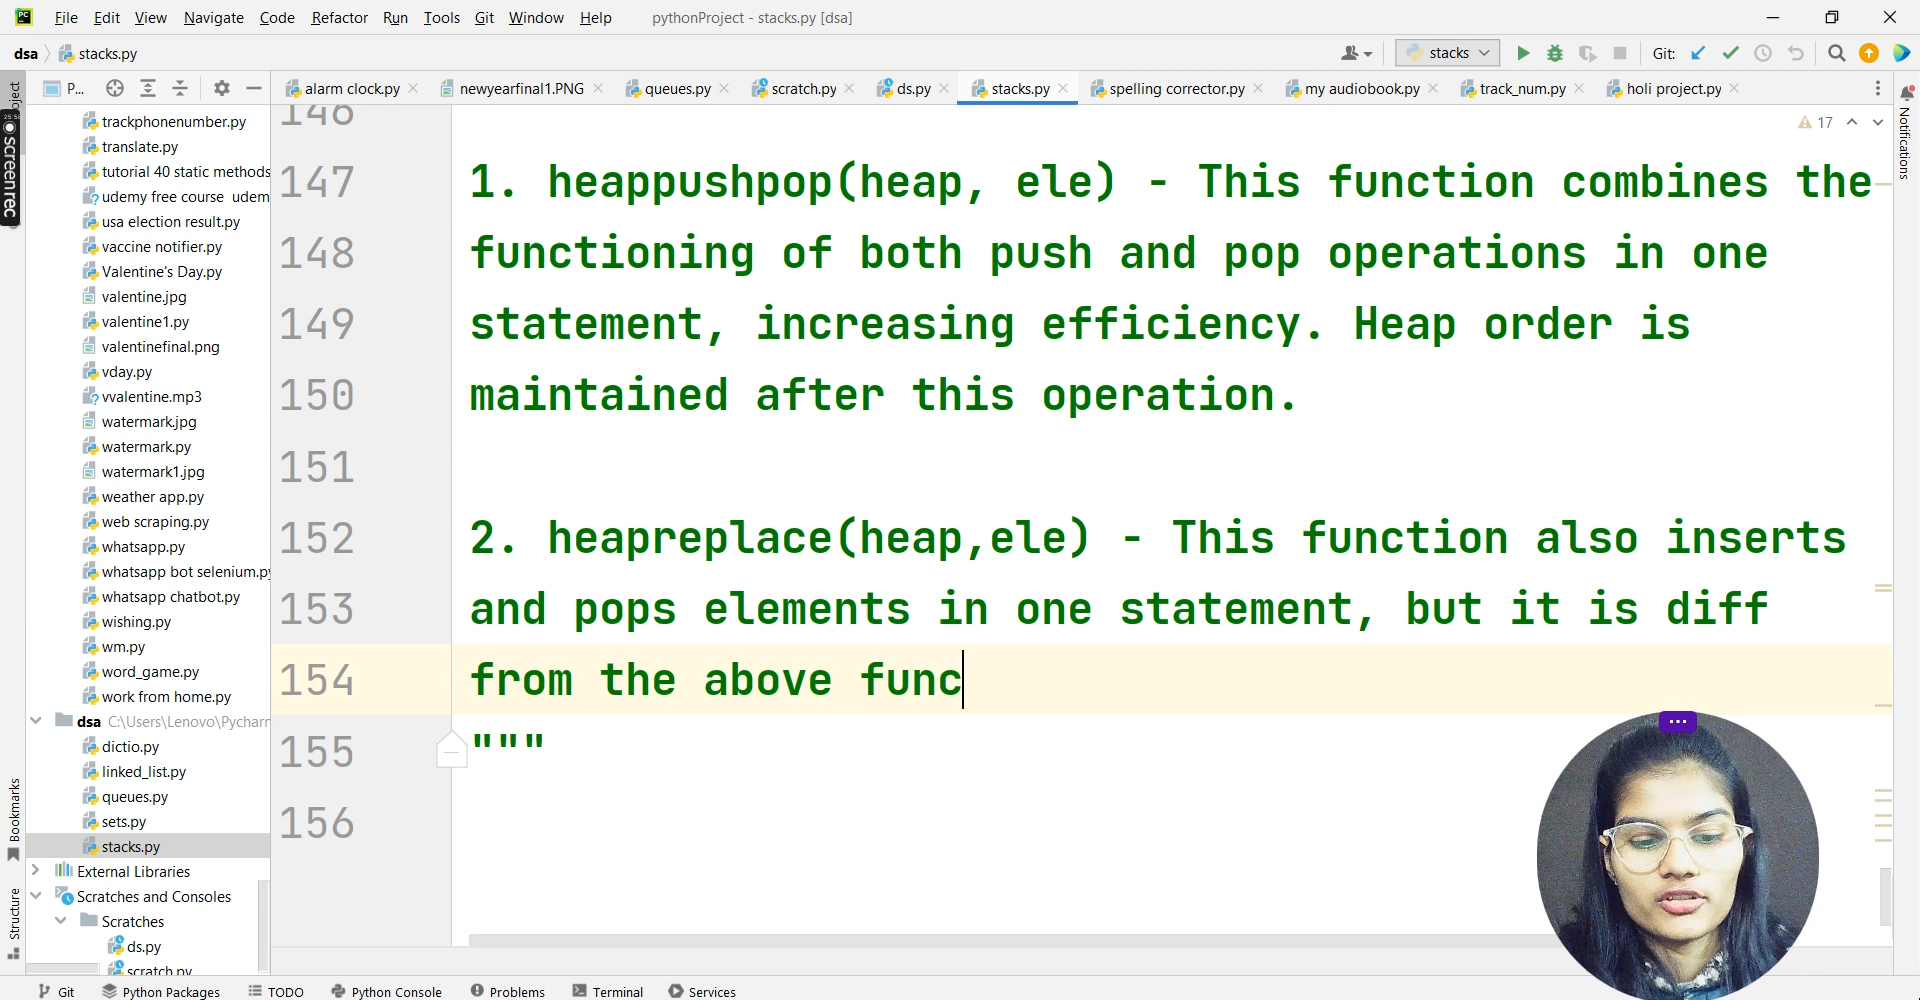 PC File Edit View Navigate Code Refactor Run Tools Git Window Help pythonProject - stacks.py [dsa]
dsa stacks.py stacks Git:
Project P... alarm clock.py newyearfinal1.PNG queues.py scratch.py ds.py stacks.py spelling corrector.py my audiobook.py track_num.py holi project.py
screenrec
Notifications
17
trackphonenumber.py
translate.py
tutorial 40 static methods
udemy free course udem
usa election result.py
vaccine notifier.py
Valentine's Day.py
valentine.jpg
valentine1.py
valentinefinal.png
vday.py
vvalentine.mp3
watermark.jpg
watermark.py
watermark1.jpg
weather app.py
web scraping.py
whatsapp.py
whatsapp bot selenium.py
whatsapp chatbot.py
wishing.py
wm.py
word_game.py
work from home.py
dsa C:\Users\Lenovo\Pycharm
dictio.py
linked_list.py
queues.py
sets.py
stacks.py
External Libraries
Scratches and Consoles
Scratches
ds.py
scratch.py
Bookmarks
Structure
146
147 1. heappushpop(heap, ele) - This function combines the
148 functioning of both push and pop operations in one
149 statement, increasing efficiency. Heap order is
150 maintained after this operation.
151
152 2. heapreplace(heap,ele) - This function also inserts
153 and pops elements in one statement, but it is diff
154 from the above func
155 """
156
Git Python Packages TODO Python Console Problems Terminal Services